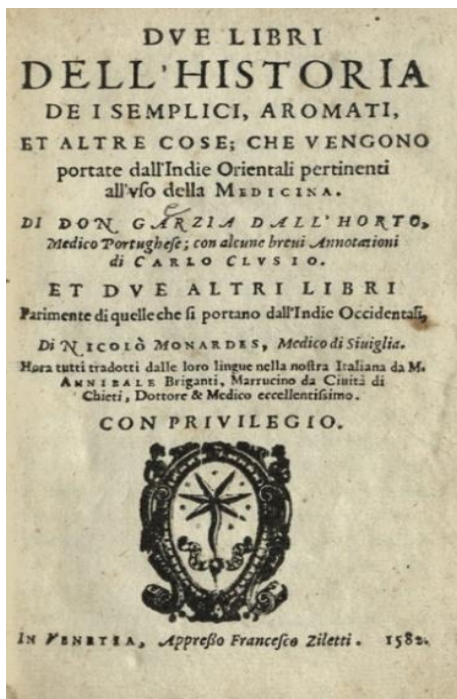 DVE LIBRI
DELL'HISTORIA
DE I SEMPLICI, AROMATI,
ET ALTRE COSE; CHE VENGONO
portate dall'Indie Orientali pertinenti
all'vso della MEDICINA.
DI DON GARZIA DALL'HORTO,
Medico Portughese; con alcune breui Annotationi
di CARLO CLVSIO.
ET DVE ALTRI LIBRI
Parimente di quelle che si portano dall'Indie Occidentali,
Di NICOLÒ MONARDES, Medico di Siuiglia.
Hora tutti tradotti dalle loro lingue nella nostra Italiana da M.
ANNIBALE Briganti, Marrucino da Ciuità di
Chieti, Dottore & Medico eccellentissimo.
CON PRIVILEGIO.
IN VENETIA, Appresso Francesco Ziletti. 1582.